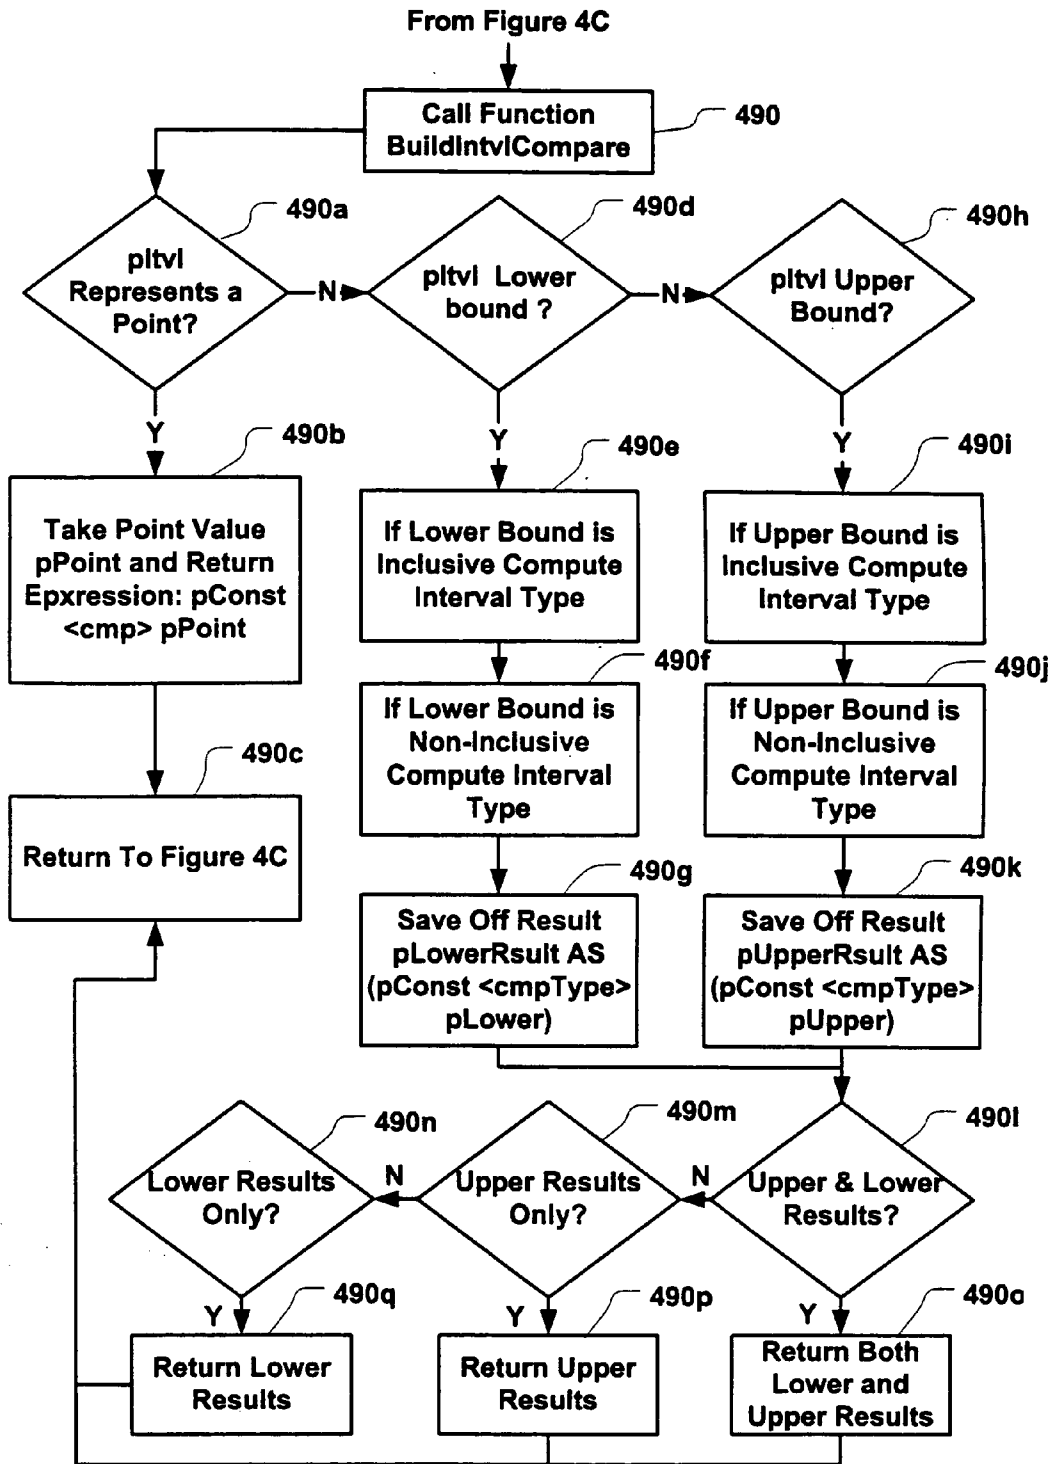 From Figure 4C
Call Function
BuildIntvlCompare
490
490a
pItvl
Represents a
Point?
N
490d
pItvl Lower
bound ?
N
490h
pItvl Upper
Bound?
Y
Y
Y
490b
Take Point Value
pPoint and Return
Epxression: pConst
<cmp> pPoint
490e
If Lower Bound is
Inclusive Compute
Interval Type
490i
If Upper Bound is
Inclusive Compute
Interval Type
490f
If Lower Bound is
Non-Inclusive
Compute Interval
Type
490j
If Upper Bound is
Non-Inclusive
Compute Interval
Type
490c
Return To Figure 4C
490g
Save Off Result
pLowerRsult AS
(pConst <cmpType>
pLower)
490k
Save Off Result
pUpperRsult AS
(pConst <cmpType>
pUpper)
490n
Lower Results
Only?
N
490m
Upper Results
Only?
N
490l
Upper & Lower
Results?
Y
Y
Y
490q
Return Lower
Results
490p
Return Upper
Results
490o
Return Both
Lower and
Upper Results